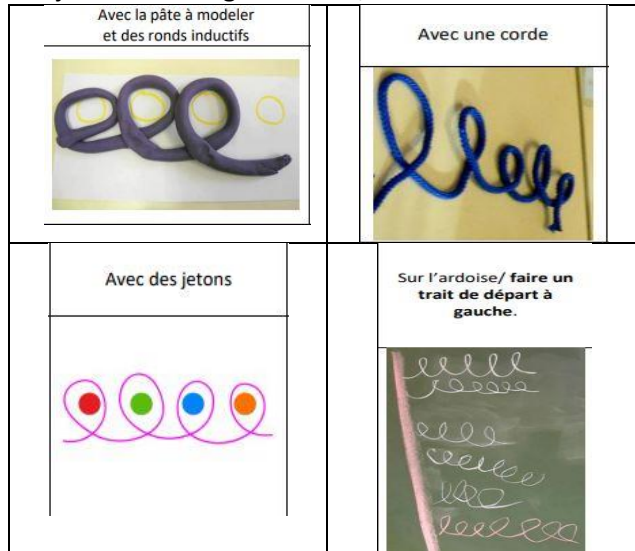 Avec la pâte à modeler
et des ronds inductifs
Avec une corde
Avec des jetons
Sur l'ardoise/ faire un
trait de départ à
gauche.